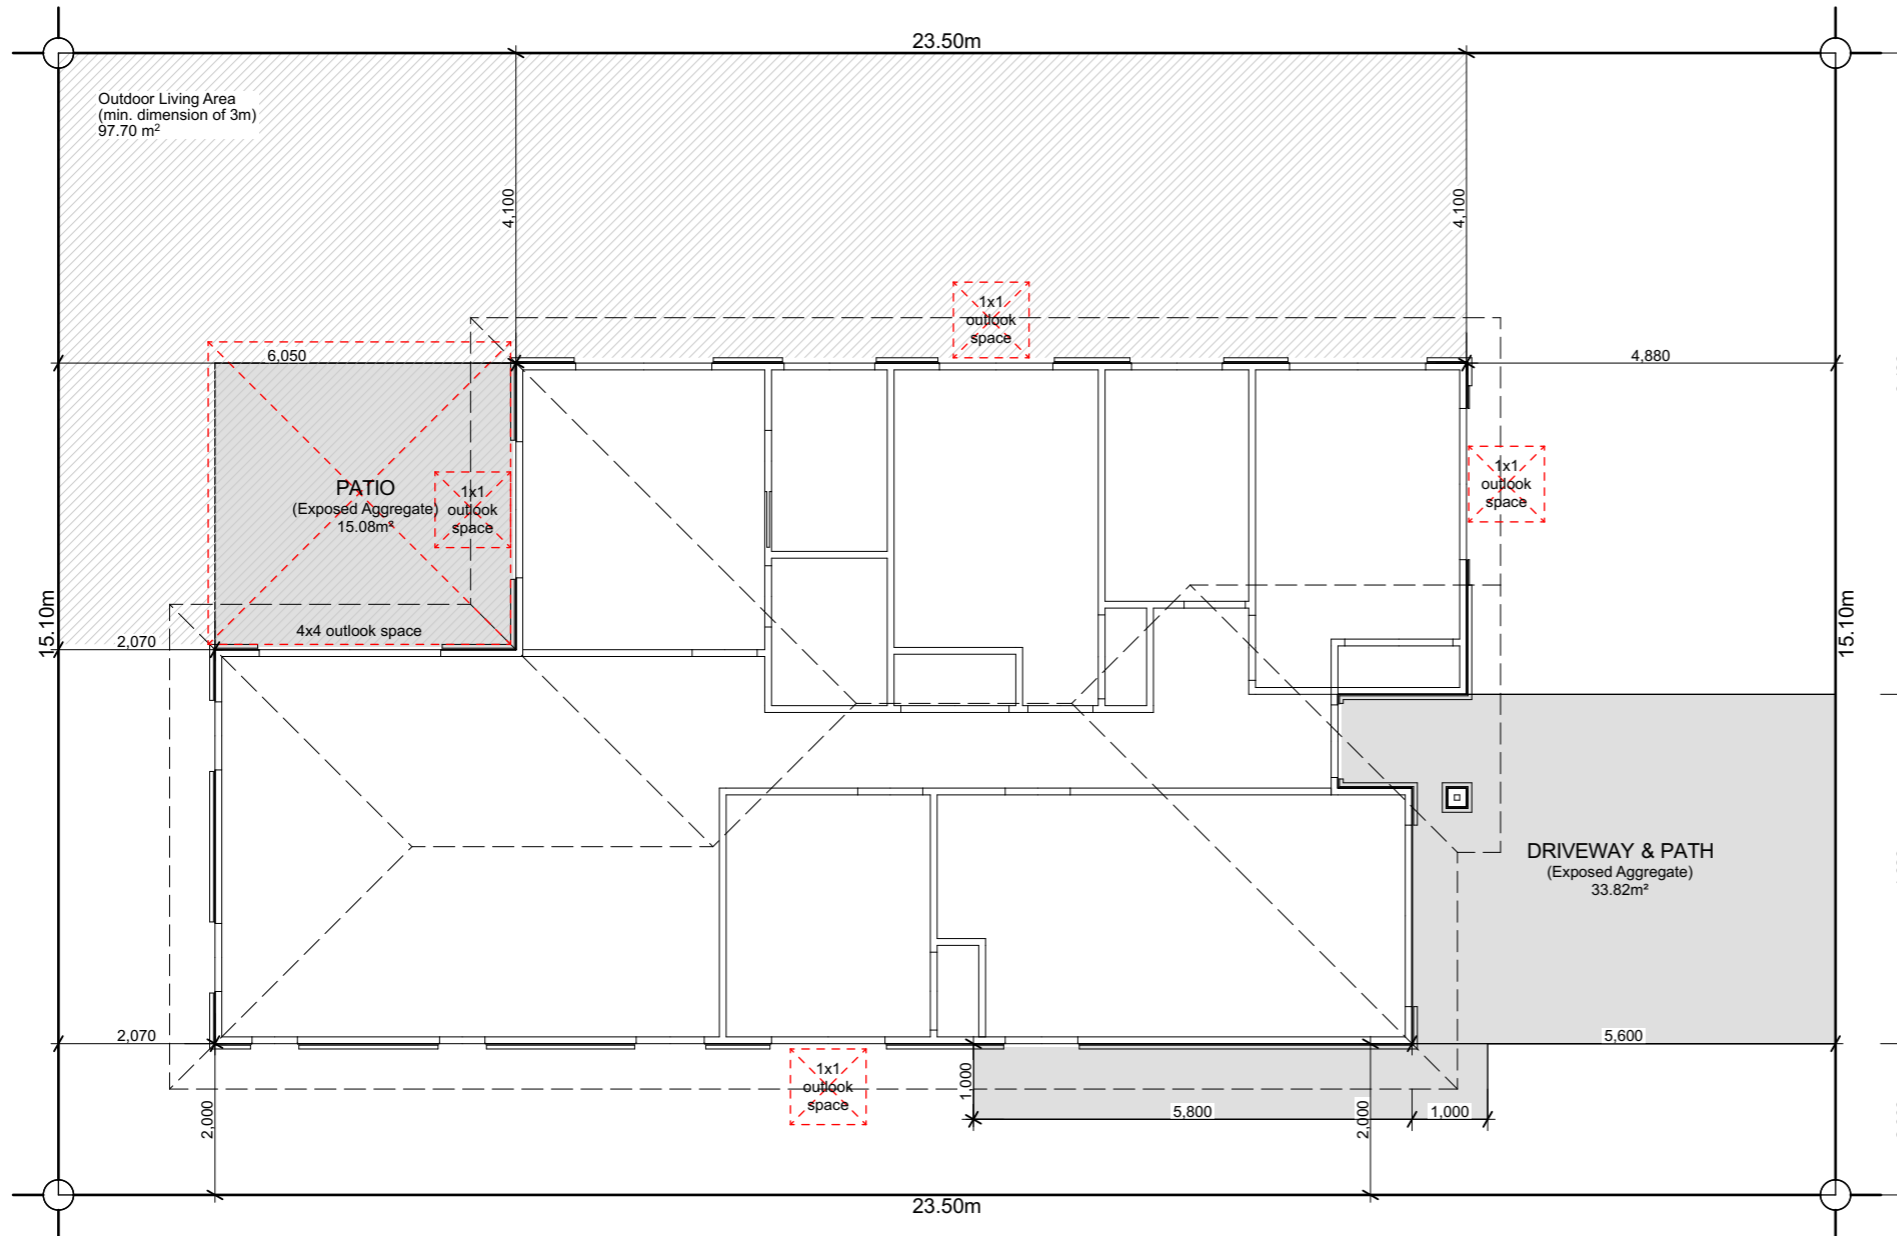 23.50m
Outdoor Living Area
(min. dimension of 3m)
97.70 m²
4,100
4,100
1x1
outlook
space
6,050
4,880
PATIO
(Exposed Aggregate)
15.08m²
1x1
outlook
space
1x1
outlook
space
15.10m
15.10m
4x4 outlook space
2,070
DRIVEWAY & PATH
(Exposed Aggregate)
33.82m²
2,070
5,600
1x1
outlook
space
1,000
2,000
5,800
2,000
1,000
23.50m